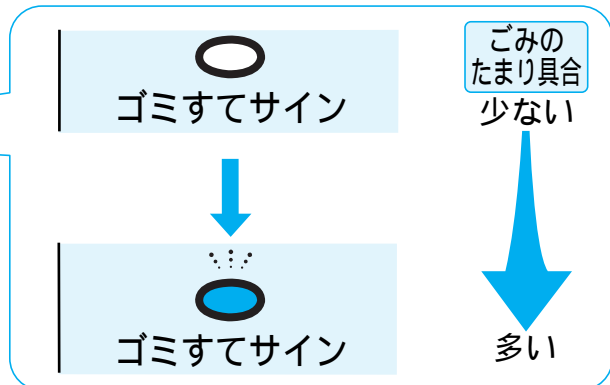 ゴミすてサイン
ごみの
たまり具合
少ない
ゴミすてサイン
多い